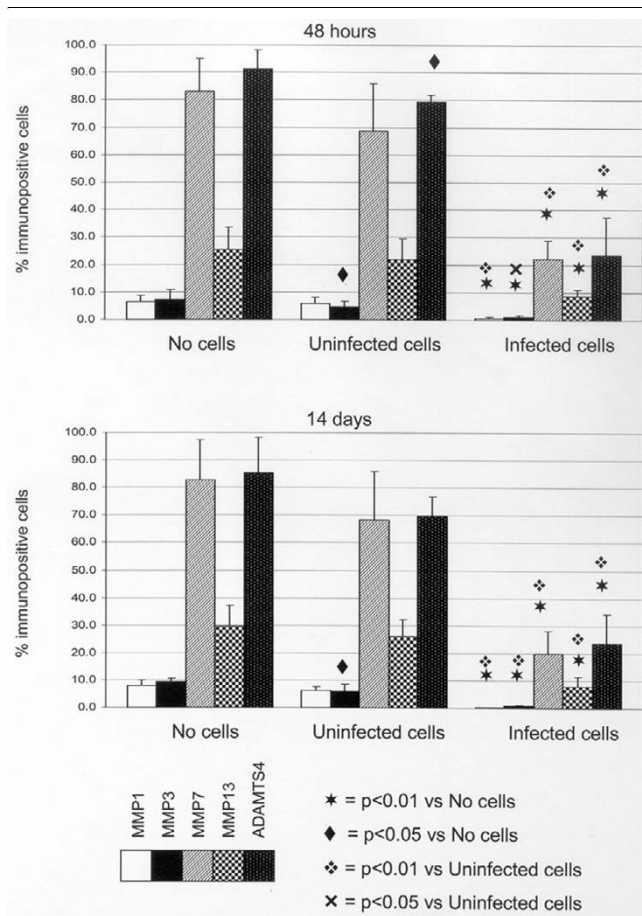 48 hours
% immunopositive cells
100.0
90.0
80.0
70.0
60.0
50.0
40.0
30.0
20.0
10.0
0.0
No cells Uninfected cells Infected cells
14 days
% immunopositive cells
100.0
90.0
80.0
70.0
60.0
50.0
40.0
30.0
20.0
10.0
0.0
No cells Uninfected cells Infected cells
MMP1
MMP3
MMP7
MMP13
ADAMTS4
✶ = p<0.01 vs No cells
♦ = p<0.05 vs No cells
❖ = p<0.01 vs Uninfected cells
✕ = p<0.05 vs Uninfected cells